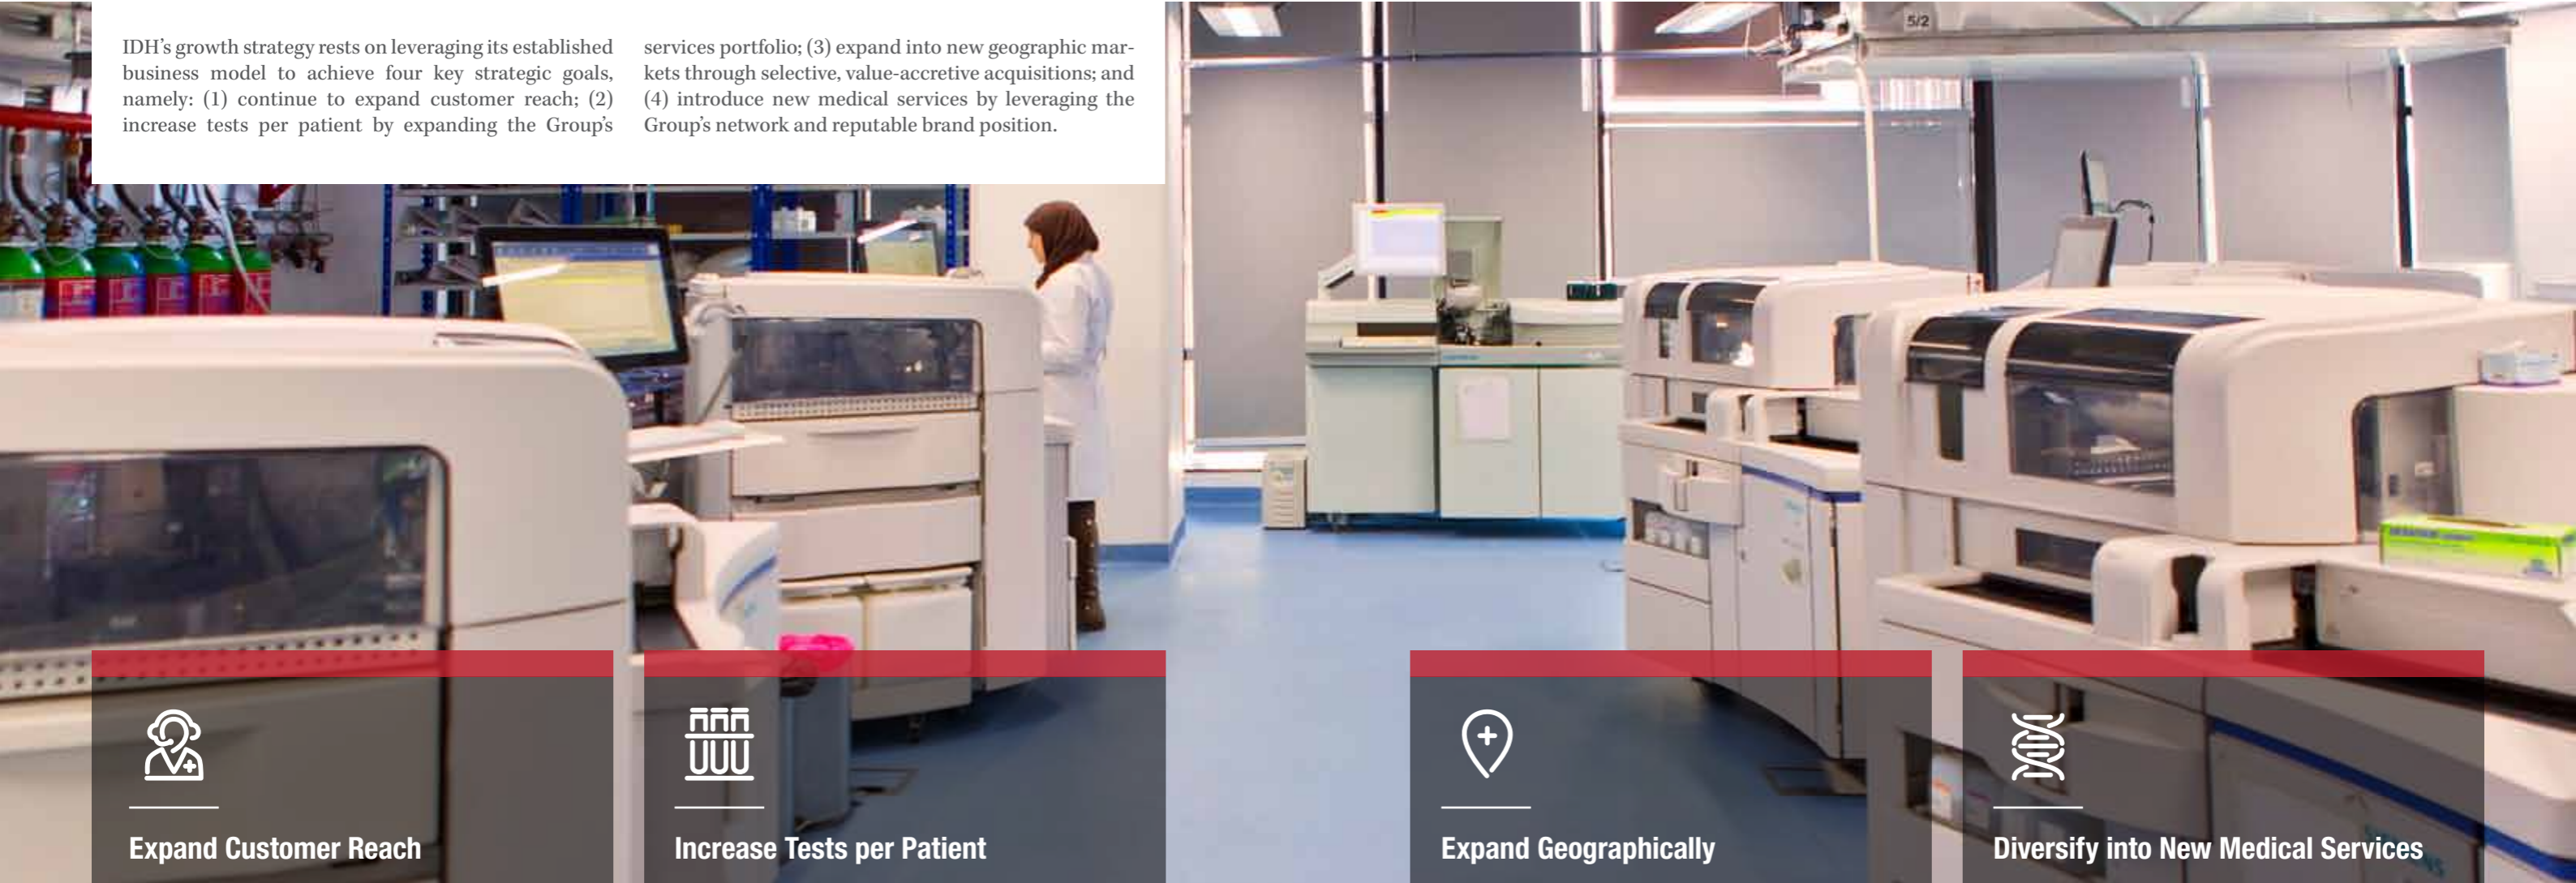 IDH's growth strategy rests on leveraging its established
business model to achieve four key strategic goals,
namely: (1) continue to expand customer reach; (2)
increase tests per patient by expanding the Group's
services portfolio; (3) expand into new geographic mar-
kets through selective, value-accretive acquisitions; and
(4) introduce new medical services by leveraging the
Group's network and reputable brand position.
5/2
Expand Customer Reach
Increase Tests per Patient
Expand Geographically
Diversify into New Medical Services